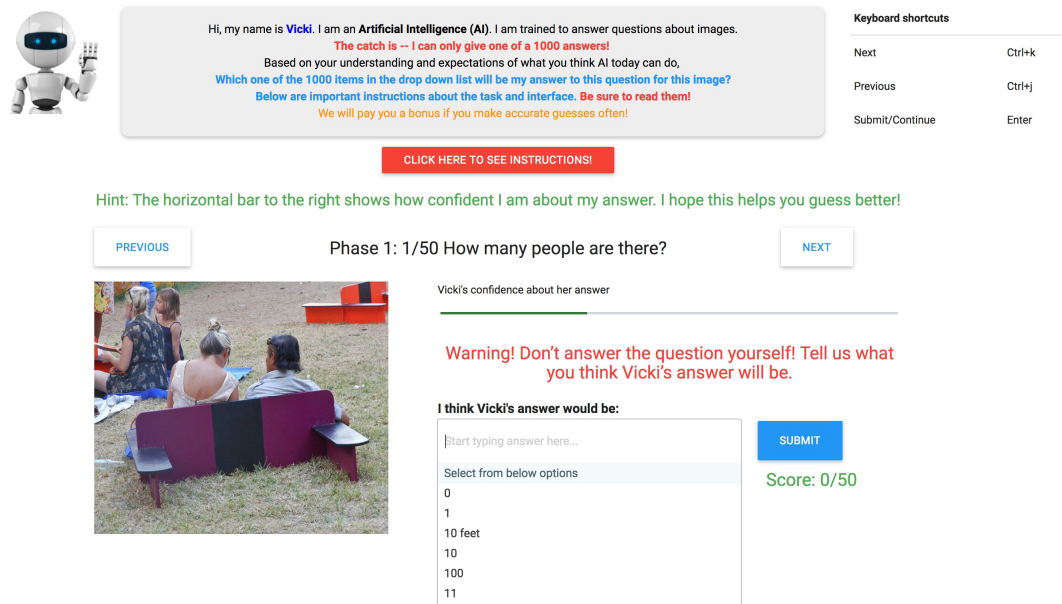 Hi, my name is Vicki. I am an Artificial Intelligence (AI). I am trained to answer questions about images.
The catch is -- I can only give one of a 1000 answers!
Based on your understanding and expectations of what you think AI today can do,
Which one of the 1000 items in the drop down list will be my answer to this question for this image?
Below are important instructions about the task and interface. Be sure to read them!
We will pay you a bonus if you make accurate guesses often!
Keyboard shortcuts
Next Ctrl+k
Previous Ctrl+j
Submit/Continue Enter
CLICK HERE TO SEE INSTRUCTIONS!
Hint: The horizontal bar to the right shows how confident I am about my answer. I hope this helps you guess better!
PREVIOUS
Phase 1: 1/50 How many people are there?
NEXT
Vicki's confidence about her answer
Warning! Don't answer the question yourself! Tell us what
you think Vicki's answer will be.
I think Vicki's answer would be:
Start typing answer here...
SUBMIT
Select from below options
Score: 0/50
0
1
10 feet
10
100
11